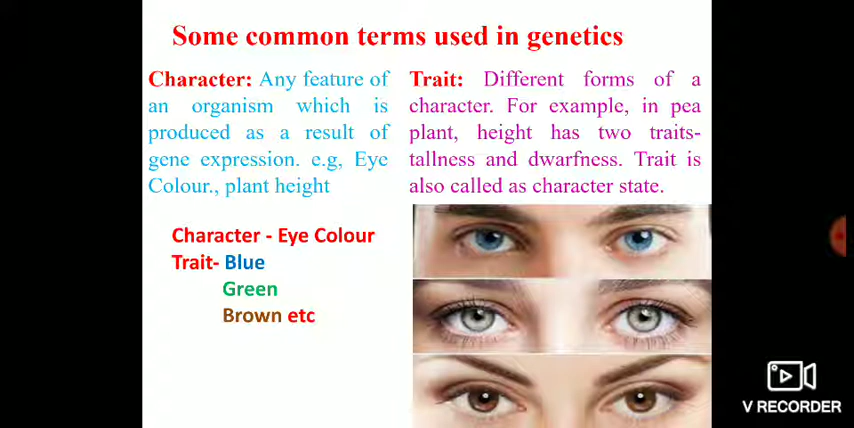 Some common terms used in genetics
Character: Any feature of
an organism which is
produced as a result of
gene expression. e.g, Eye
Colour., plant height
Trait: Different forms of a
character. For example, in pea
plant, height has two traits-
tallness and dwarfness. Trait is
also called as character state.
Character - Eye Colour
Trait- Blue
Green
Brown etc
V RECORDER